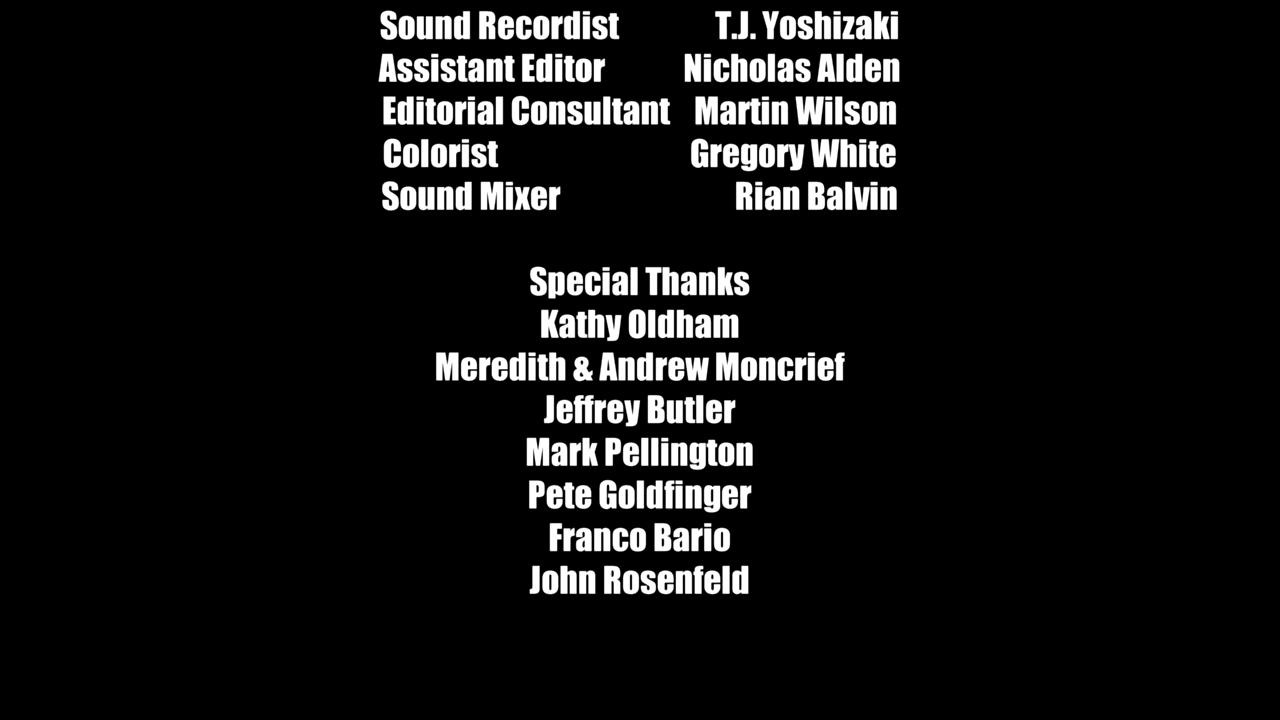 Sound Recordist T.J. Yoshizaki
Assistant Editor Nicholas Alden
Editorial Consultant Martin Wilson
Colorist Gregory White
Sound Mixer Rian Balvin
Special Thanks
Kathy Oldham
Meredith & Andrew Moncrief
Jeffrey Butler
Mark Pellington
Pete Goldfinger
Franco Bario
John Rosenfeld